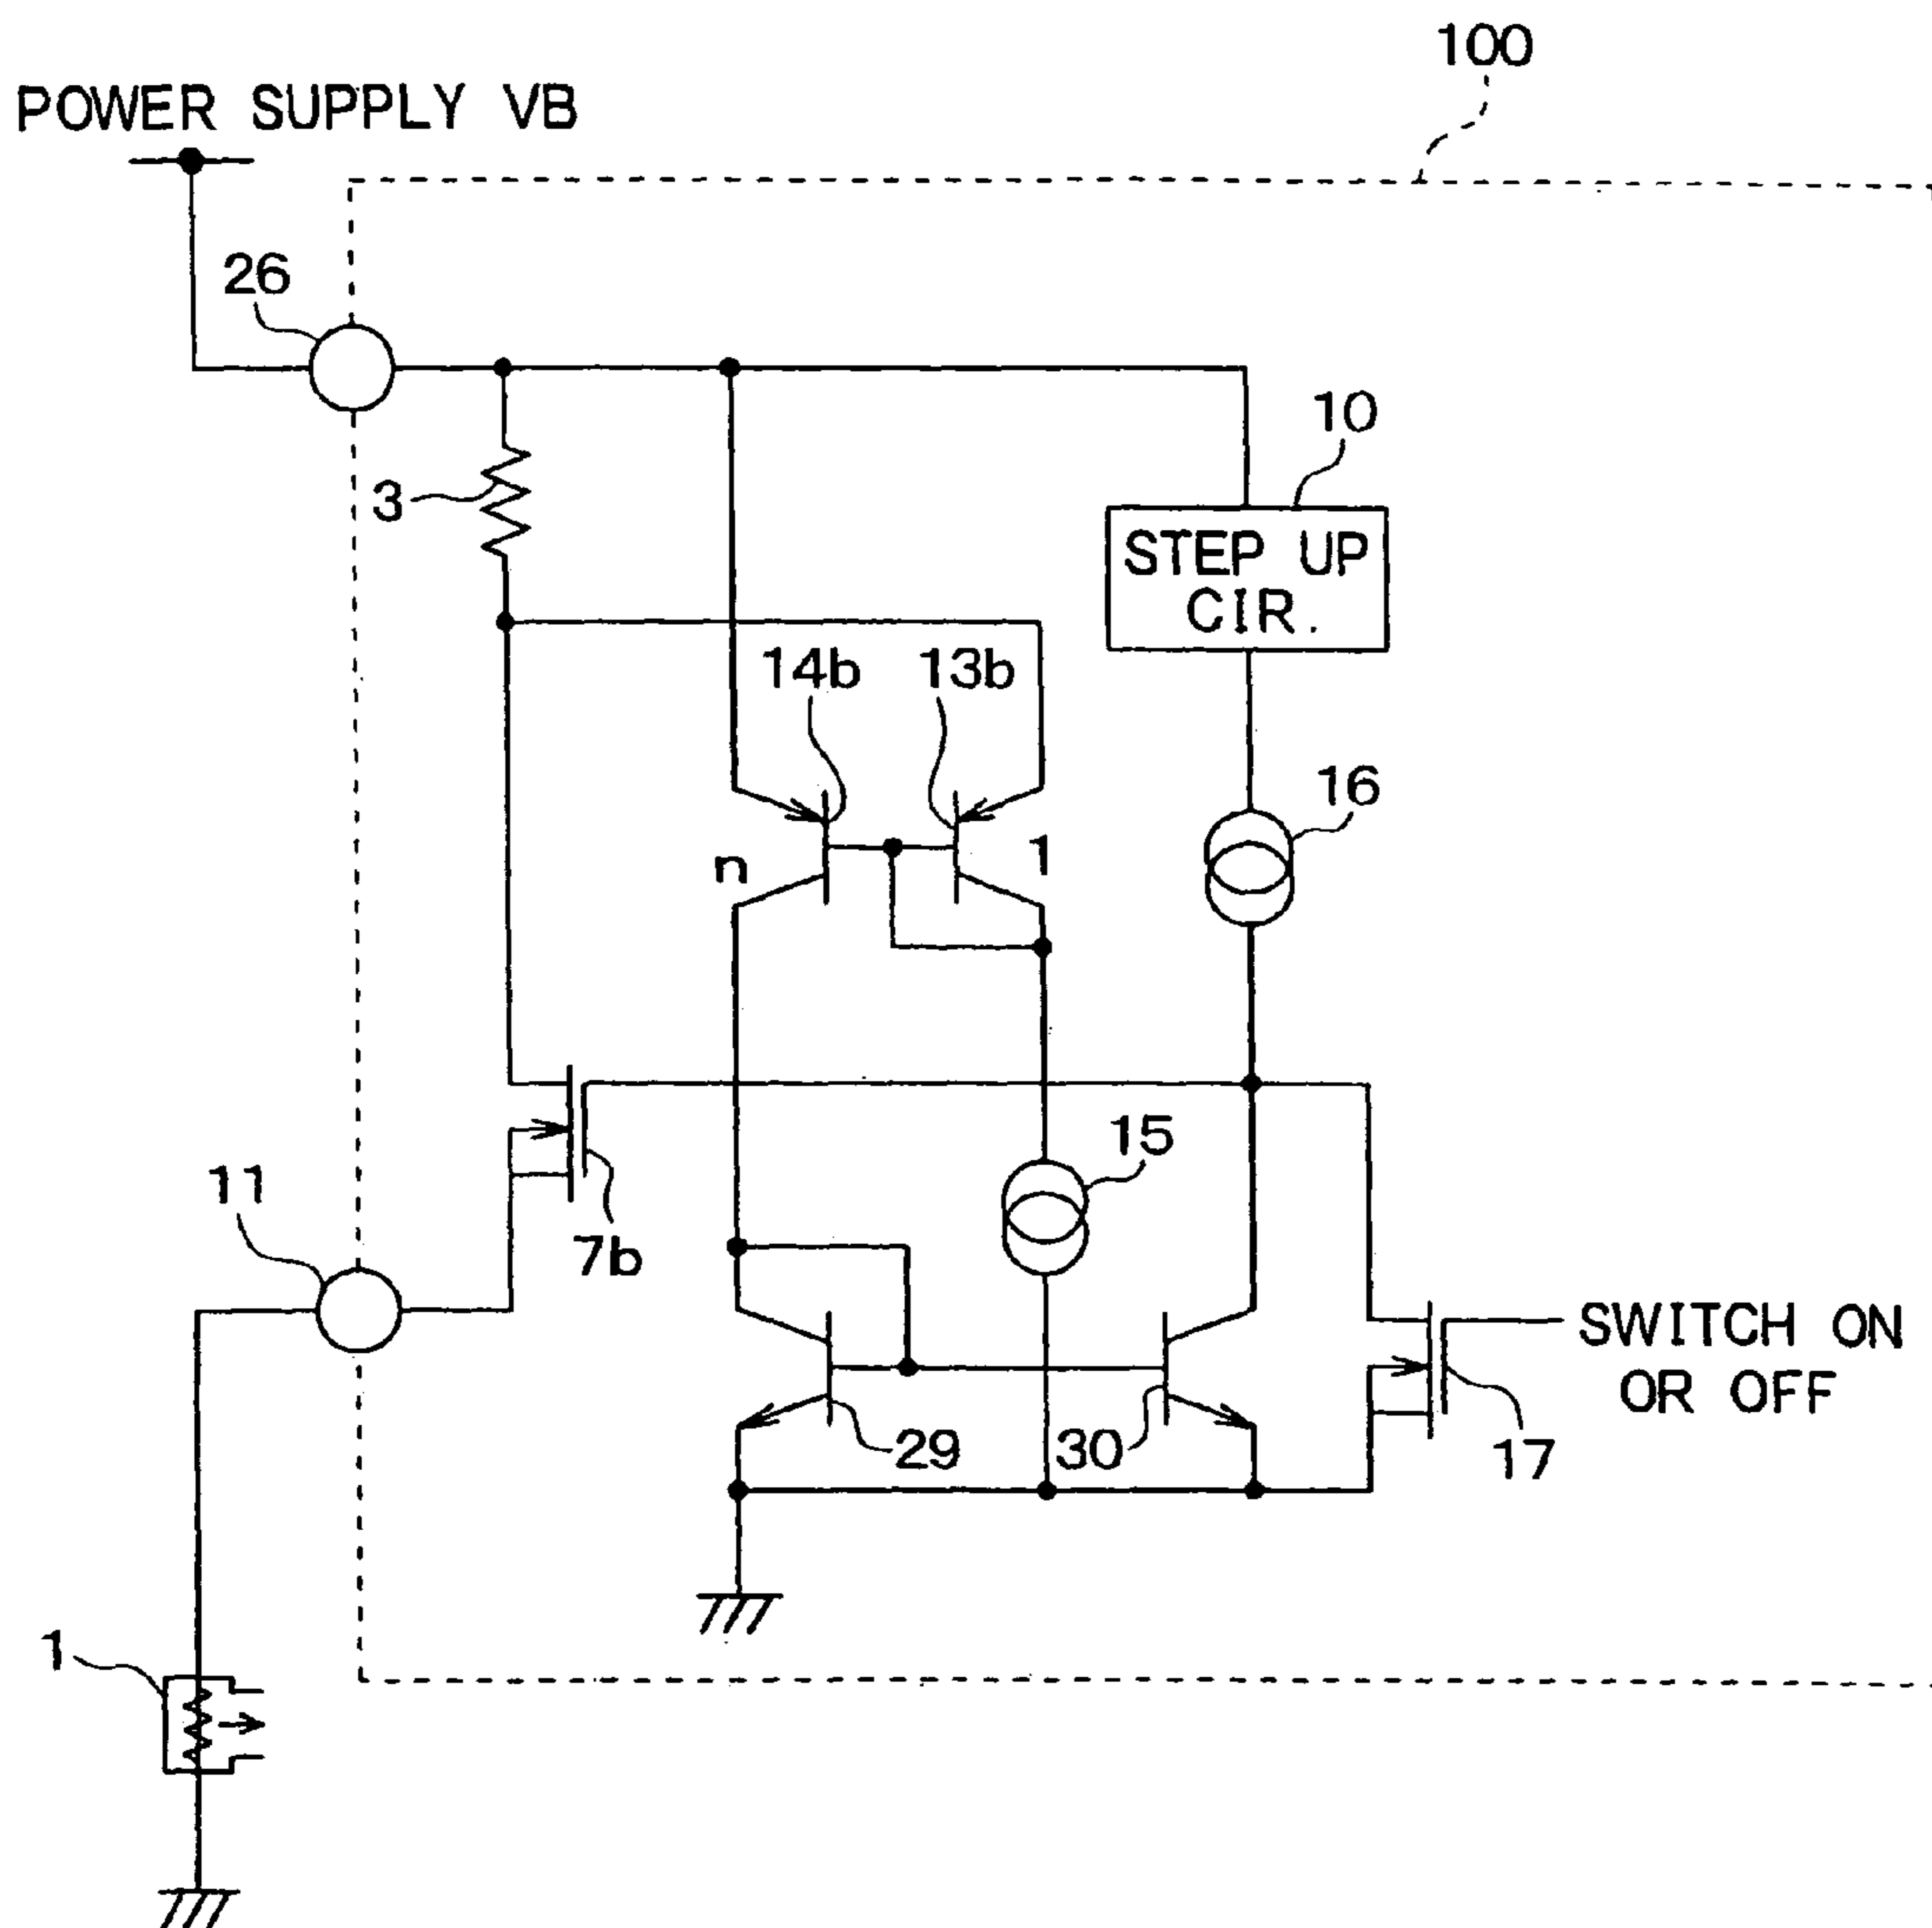 100
POWER SUPPLY VB
26
10
3
STEP UP
CIR.
14b
13b
16
n
1
15
11
7b
SWITCH ON
OR OFF
29
30
17
1